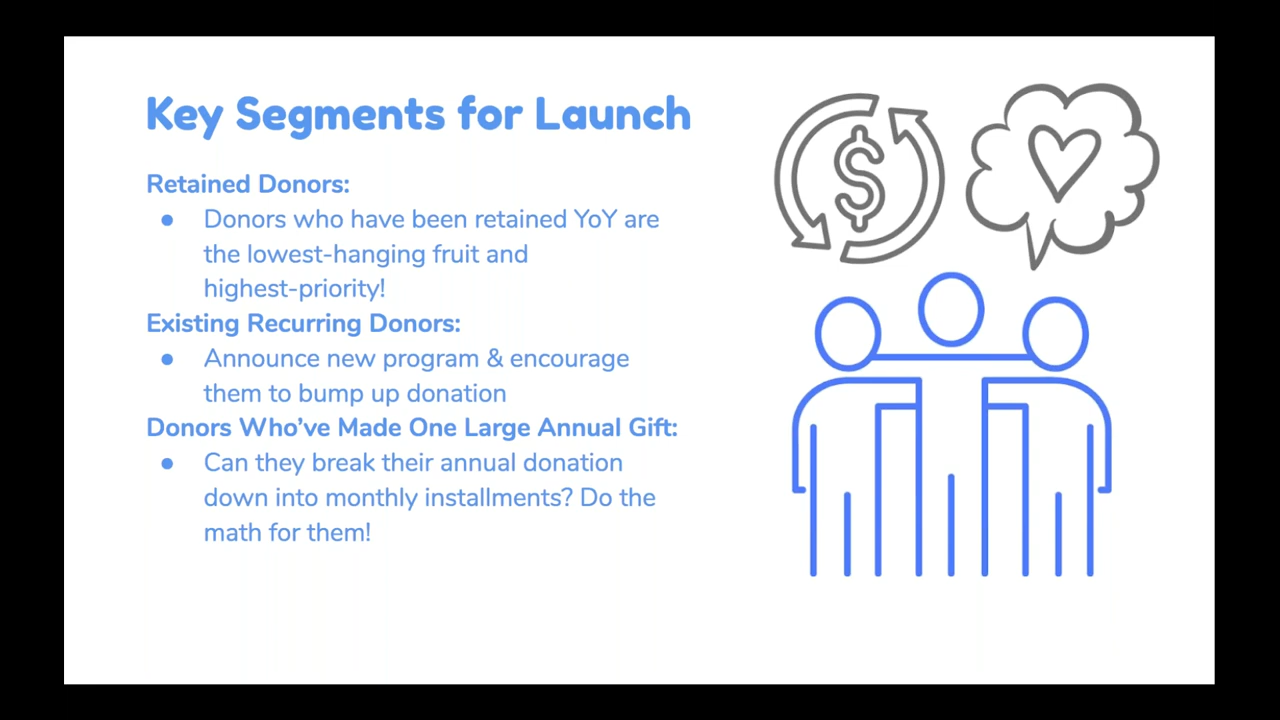 Key Segments for Launch
Retained Donors:
● Donors who have been retained YoY are
the lowest-hanging fruit and
highest-priority!
Existing Recurring Donors:
● Announce new program & encourage
them to bump up donation
Donors Who’ve Made One Large Annual Gift:
● Can they break their annual donation
down into monthly installments? Do the
math for them!
$